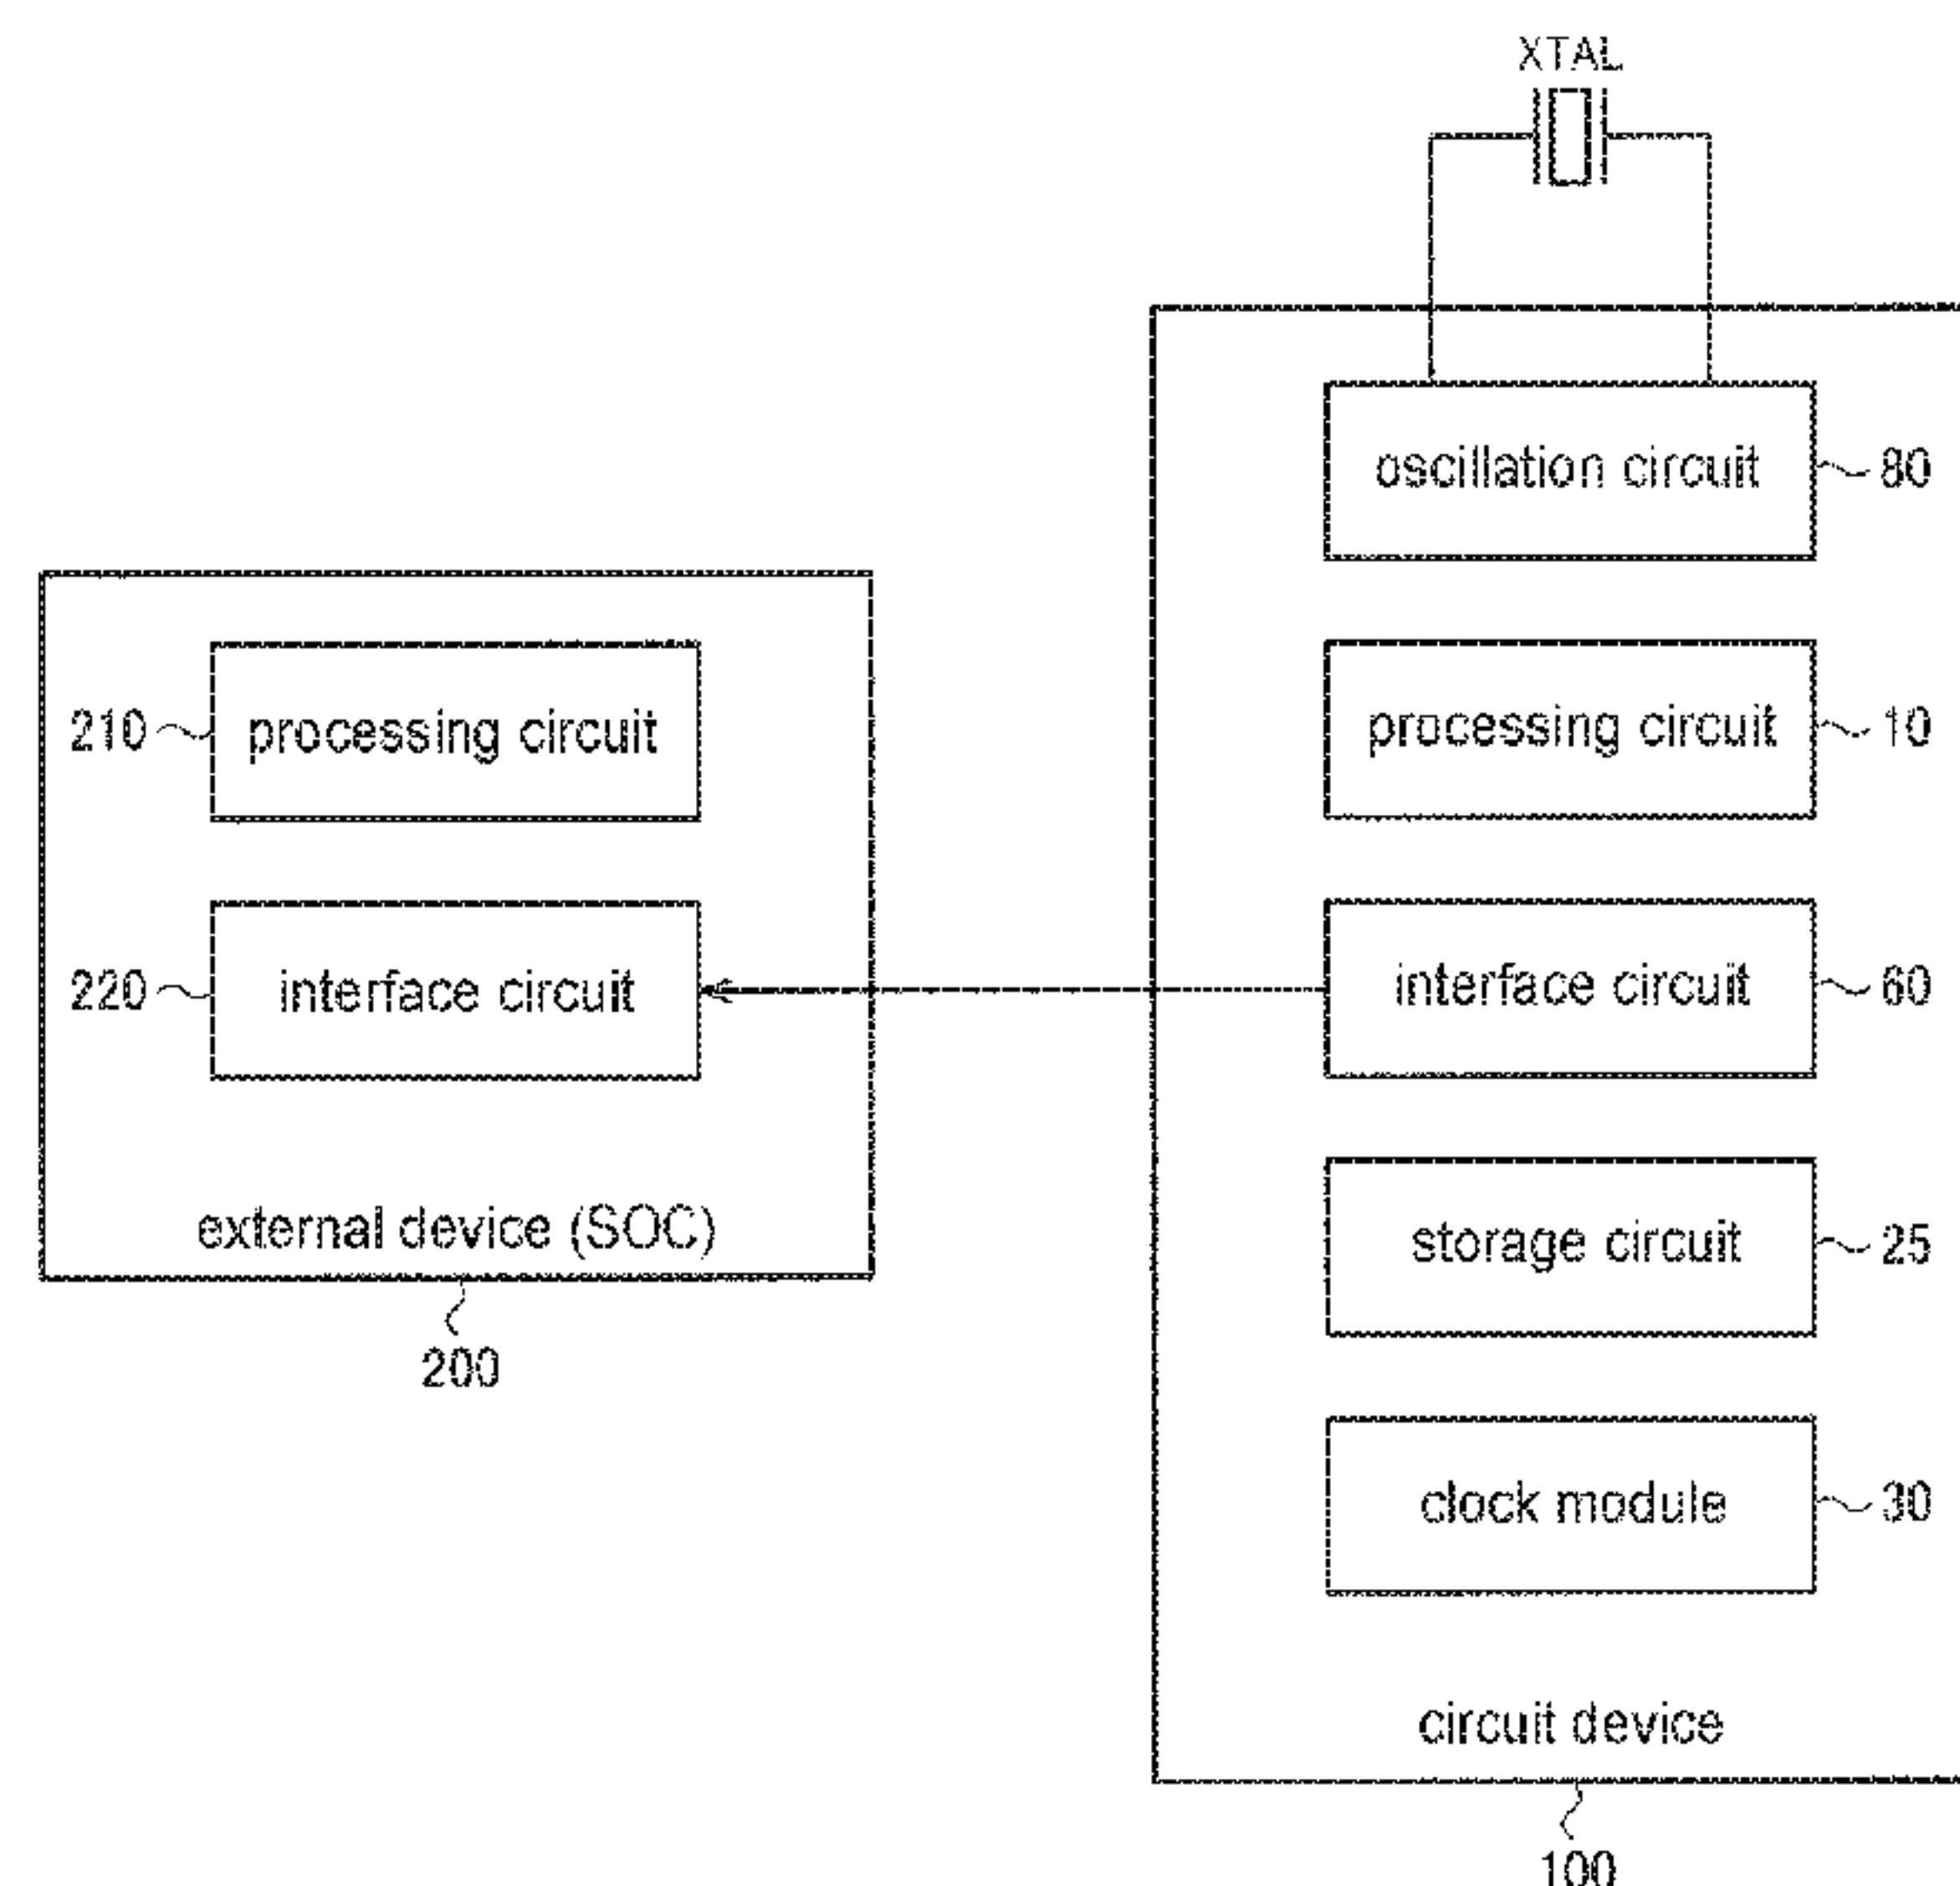 XTAL
oscillation circuit 80
210 processing circuit
processing circuit 10
220 interface circuit
interface circuit 60
external device (SOC)
storage circuit 25
200
clock module 30
circuit device
100